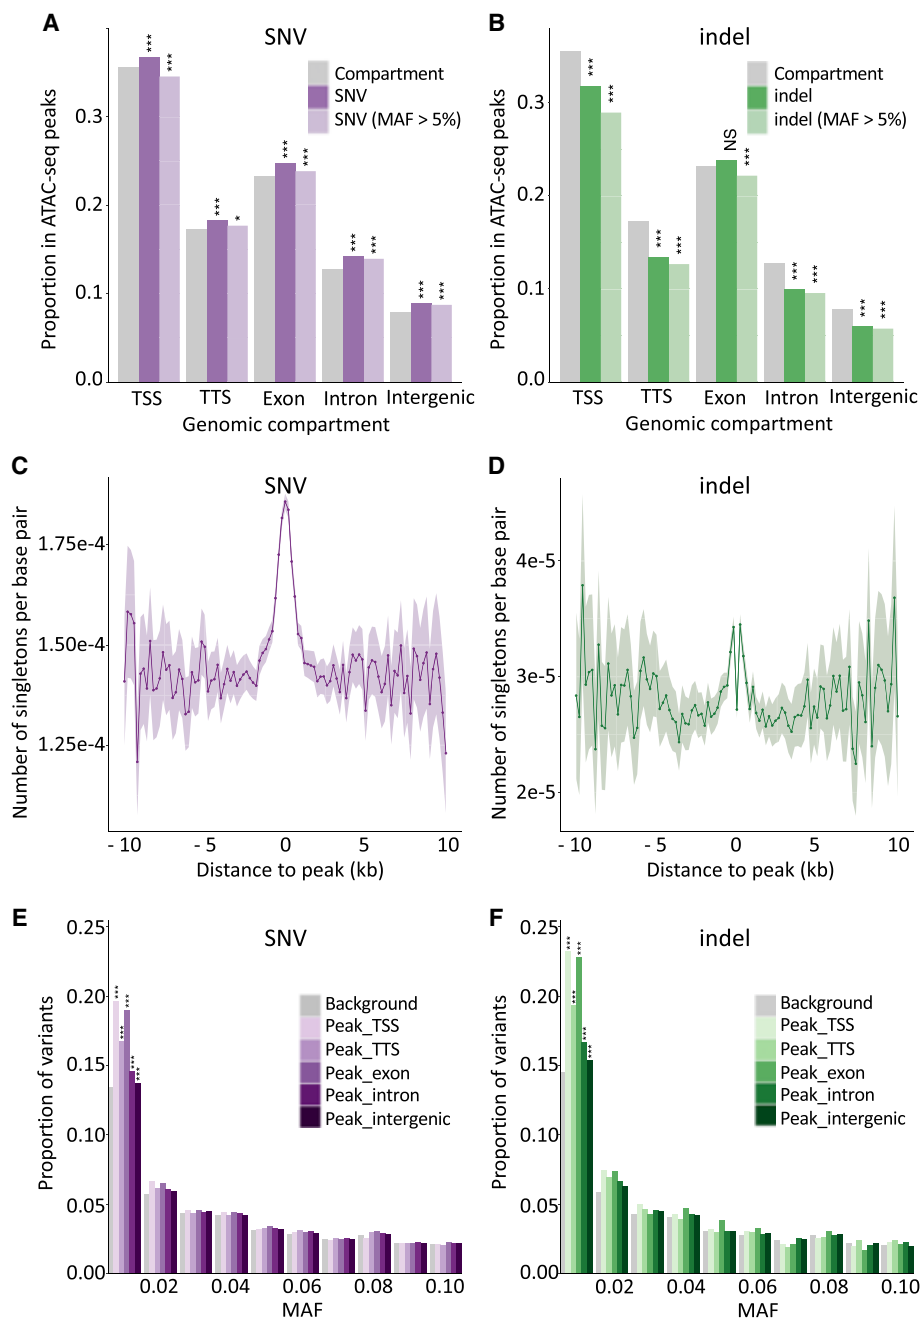 A
SNV
Proportion in ATAC-seq peaks
0.3
0.2
0.1
0.0
*** *** *** * *** *** *** *** *** ***
Compartment
SNV
SNV (MAF > 5%)
TSS TTS Exon Intron Intergenic
Genomic compartment
B
indel
Proportion in ATAC-seq peaks
0.3
0.2
0.1
0.0
*** *** *** *** NS *** *** *** *** ***
Compartment
indel
indel (MAF > 5%)
TSS TTS Exon Intron Intergenic
Genomic compartment
C
SNV
Number of singletons per base pair
1.75e-4
1.50e-4
1.25e-4
- 10 - 5 0 5 10
Distance to peak (kb)
D
indel
Number of singletons per base pair
4e-5
3e-5
2e-5
- 10 - 5 0 5 10
Distance to peak (kb)
E
SNV
Proportion of variants
0.25
0.20
0.15
0.10
0.05
0.00
*** *** *** *** ***
Background
Peak_TSS
Peak_TTS
Peak_exon
Peak_intron
Peak_intergenic
0.02 0.04 0.06 0.08 0.10
MAF
F
indel
Proportion of variants
0.25
0.20
0.15
0.10
0.05
0.00
*** *** *** *** ***
Background
Peak_TSS
Peak_TTS
Peak_exon
Peak_intron
Peak_intergenic
0.02 0.04 0.06 0.08 0.10
MAF